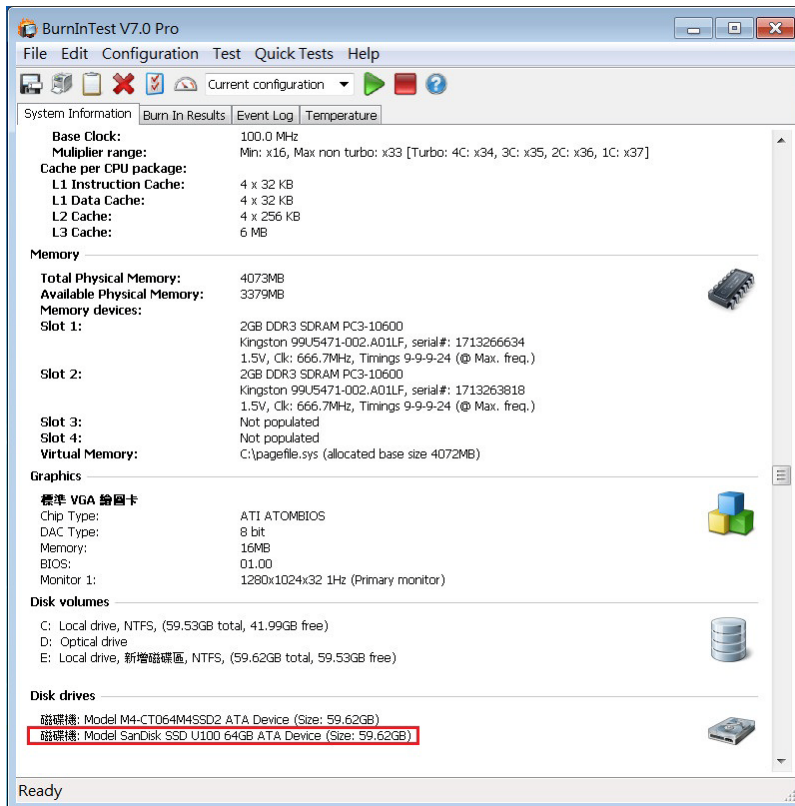 BurnInTest V7.0 Pro
File Edit Configuration Test Quick Tests Help
Current configuration
System Information Burn In Results Event Log Temperature
Base Clock: 100.0 MHz
Muliplier range: Min: x16, Max non turbo: x33 [Turbo: 4C: x34, 3C: x35, 2C: x36, 1C: x37]
Cache per CPU package:
L1 Instruction Cache: 4 x 32 KB
L1 Data Cache: 4 x 32 KB
L2 Cache: 4 x 256 KB
L3 Cache: 6 MB
Memory
Total Physical Memory: 4073MB
Available Physical Memory: 3379MB
Memory devices:
Slot 1: 2GB DDR3 SDRAM PC3-10600
Kingston 99U5471-002.A01LF, serial#: 1713266634
1.5V, Clk: 666.7MHz, Timings 9-9-9-24 (@ Max. freq.)
Slot 2: 2GB DDR3 SDRAM PC3-10600
Kingston 99U5471-002.A01LF, serial#: 1713263818
1.5V, Clk: 666.7MHz, Timings 9-9-9-24 (@ Max. freq.)
Slot 3: Not populated
Slot 4: Not populated
Virtual Memory: C:\pagefile.sys (allocated base size 4072MB)
Graphics
標準 VGA 繪圖卡
Chip Type: ATI ATOMBIOS
DAC Type: 8 bit
Memory: 16MB
BIOS: 01.00
Monitor 1: 1280x1024x32 1Hz (Primary monitor)
Disk volumes
C: Local drive, NTFS, (59.53GB total, 41.99GB free)
D: Optical drive
E: Local drive, 新增磁碟區, NTFS, (59.62GB total, 59.53GB free)
Disk drives
磁碟機: Model M4-CT064M4SSD2 ATA Device (Size: 59.62GB)
磁碟機: Model SanDisk SSD U100 64GB ATA Device (Size: 59.62GB)
Ready